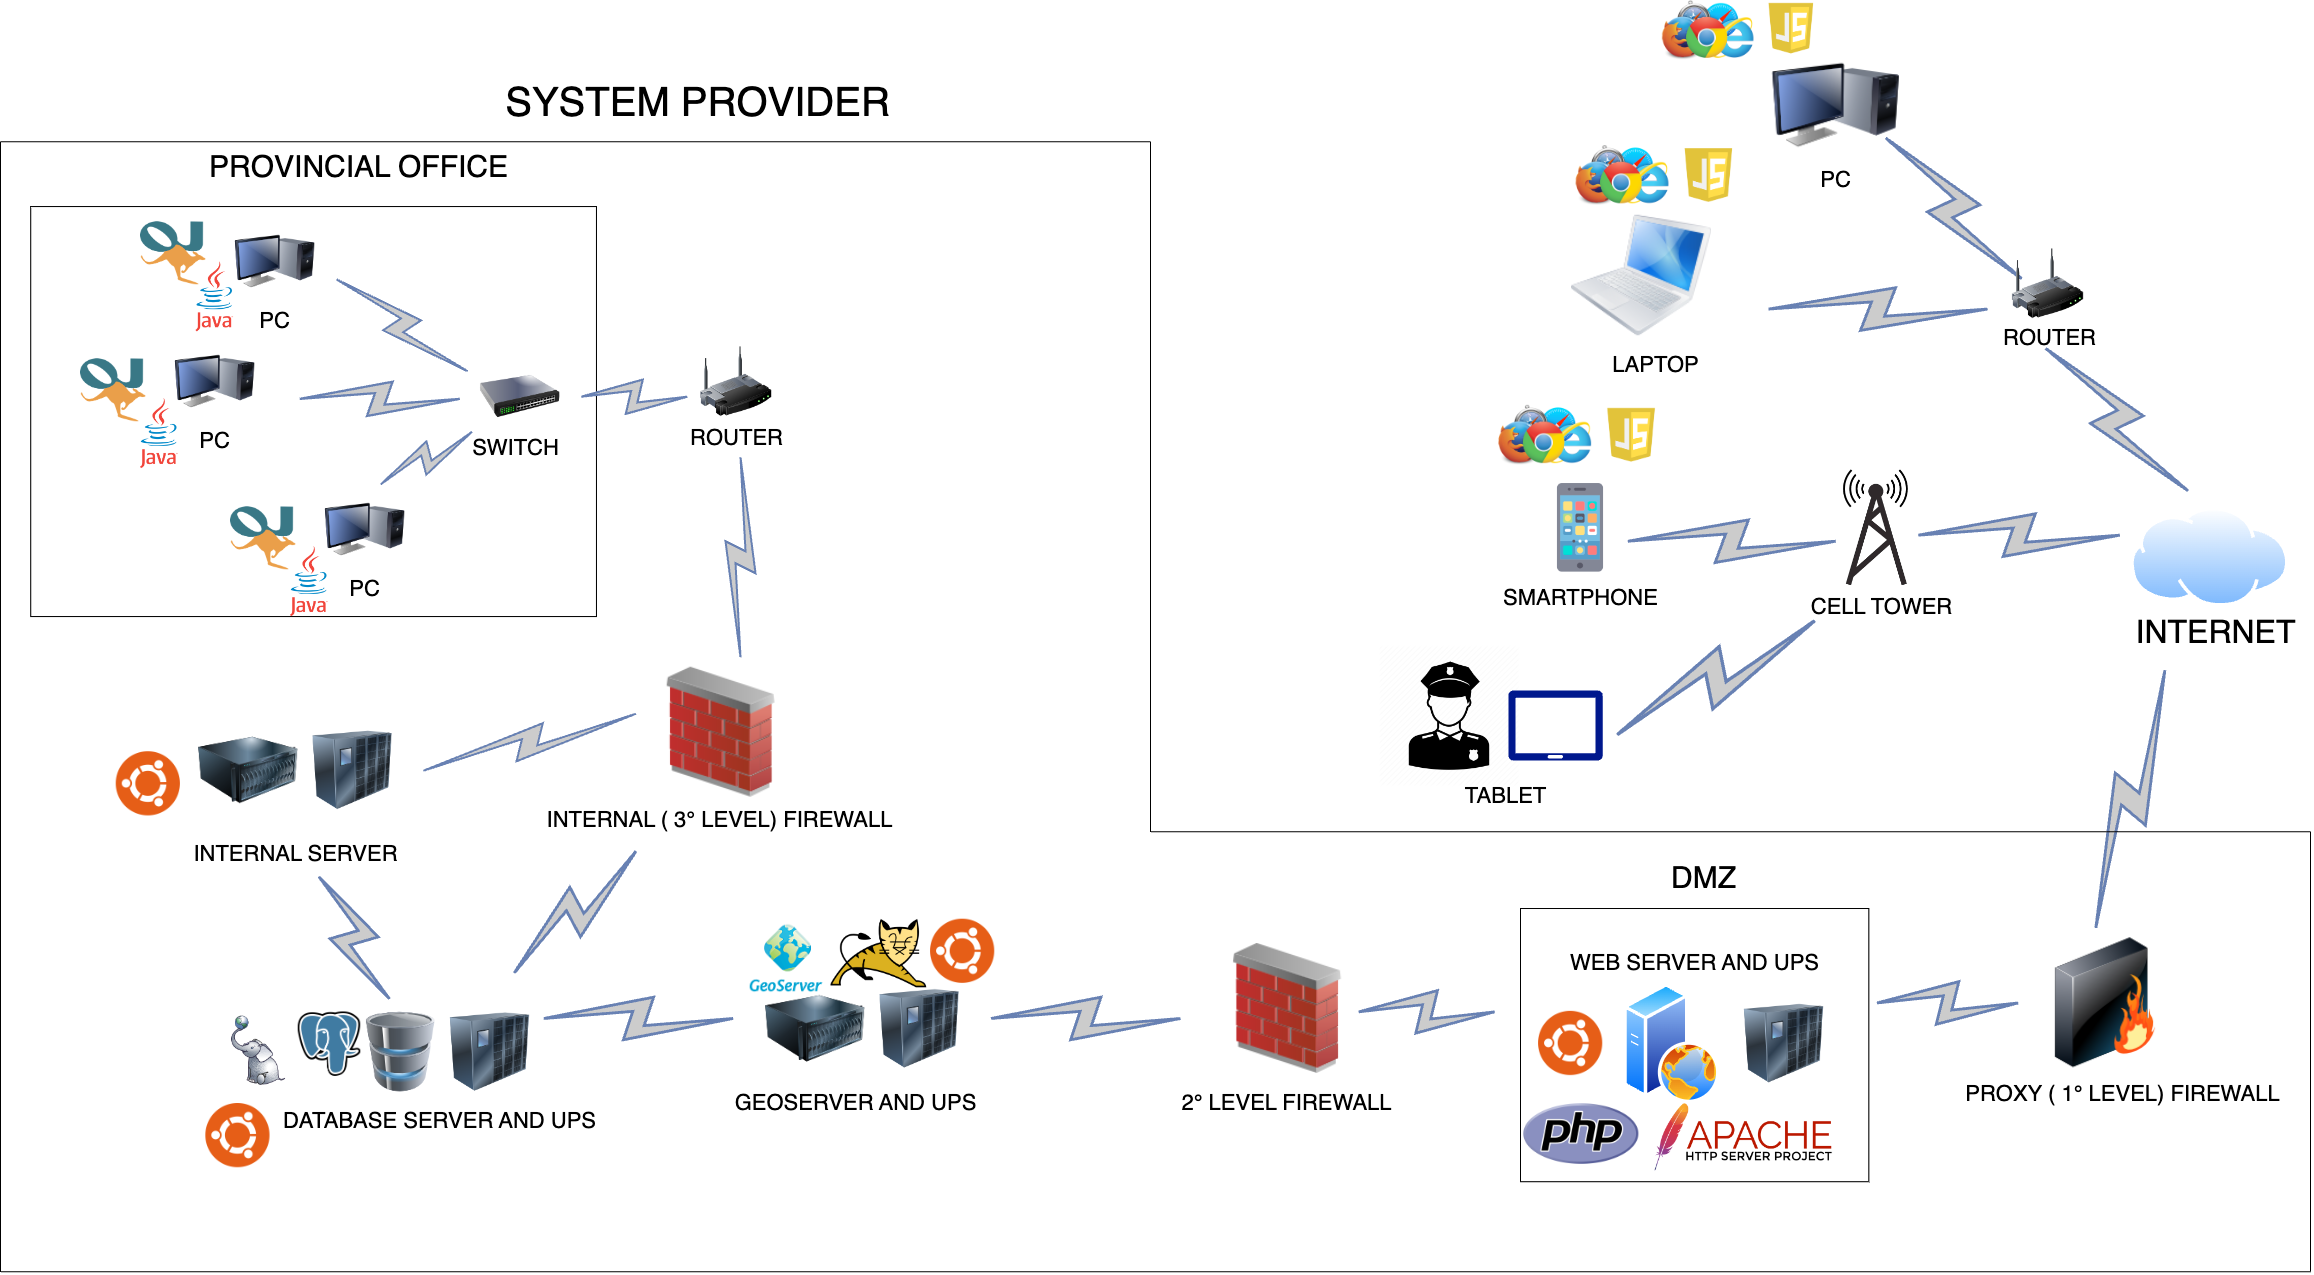 SYSTEM PROVIDER
PROVINCIAL OFFICE
Java
PC
Java
PC
Java
PC
SWITCH
ROUTER
INTERNAL ( 3° LEVEL) FIREWALL
INTERNAL SERVER
DATABASE SERVER AND UPS
GeoServer
GEOSERVER AND UPS
2° LEVEL FIREWALL
DMZ
WEB SERVER AND UPS
php
APACHE
HTTP SERVER PROJECT
PROXY ( 1° LEVEL) FIREWALL
JS
PC
JS
LAPTOP
ROUTER
JS
SMARTPHONE
CELL TOWER
INTERNET
TABLET